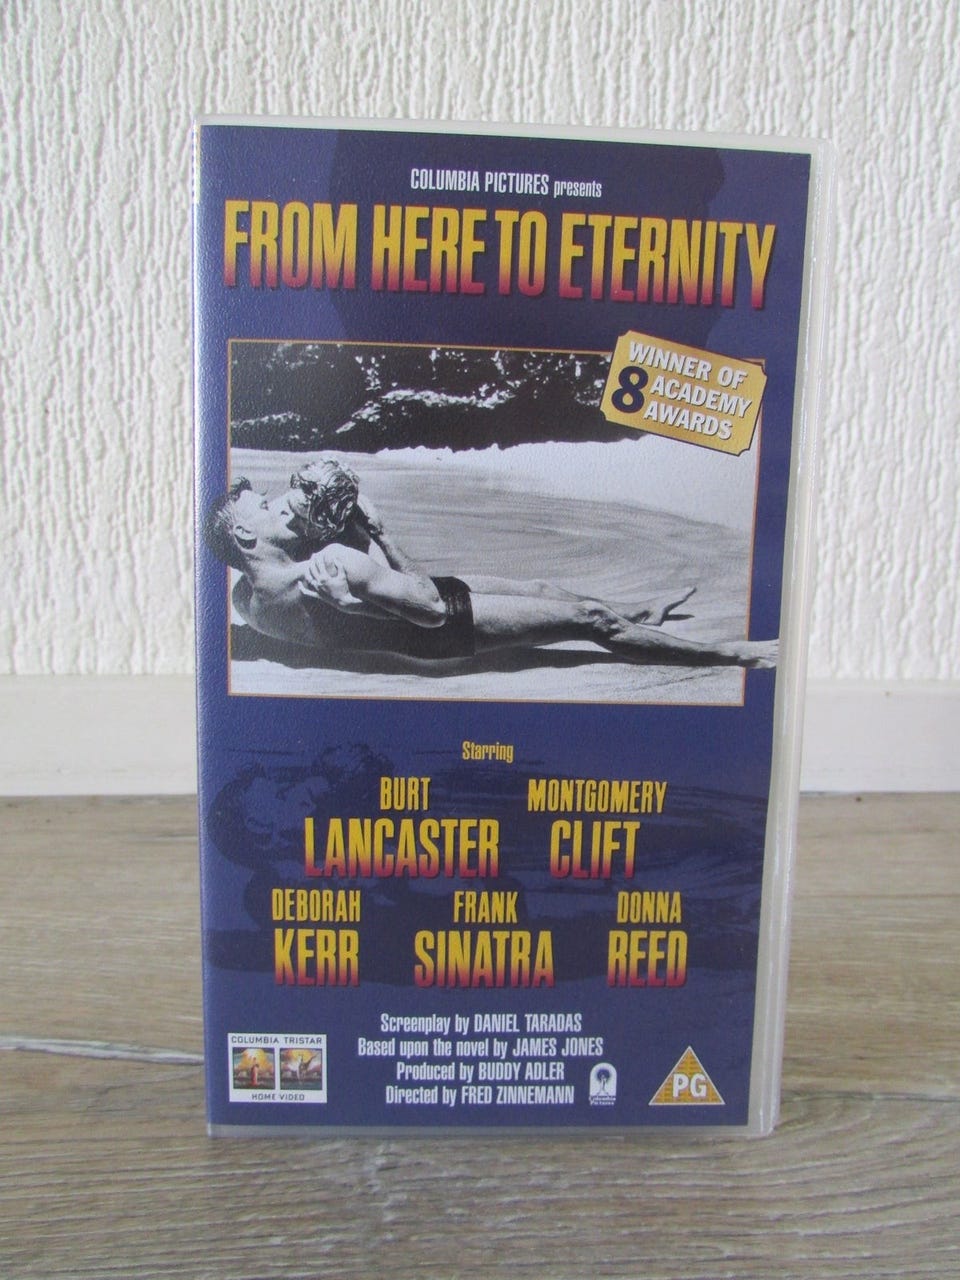 COLUMBIA PICTURES presents
FROM HERE TO ETERNITY
WINNER OF
8 ACADEMY
AWARDS
Starring
BURT LANCASTER
MONTGOMERY CLIFT
DEBORAH KERR
FRANK SINATRA
DONNA REED
Screenplay by DANIEL TARADAS
Based upon the novel by JAMES JONES
Produced by BUDDY ADLER
Directed by FRED ZINNEMANN
COLUMBIA TRISTAR
HOME VIDEO
Columbia
Pictures
PG